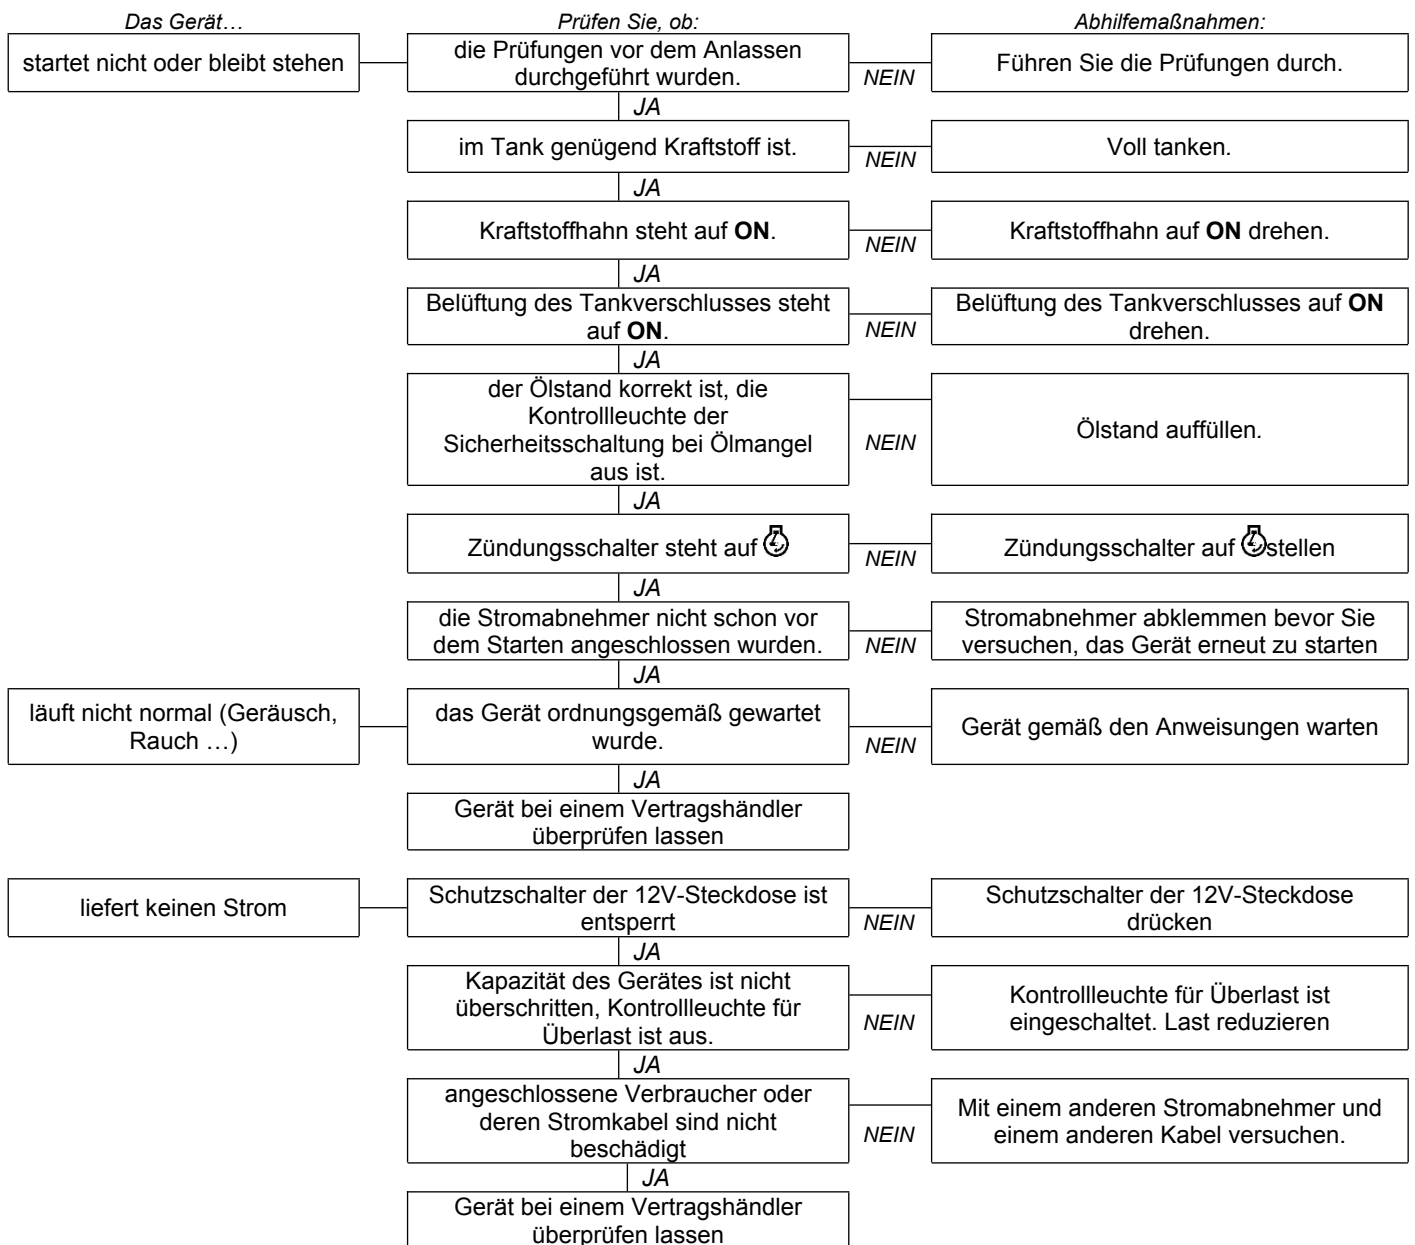 Das Gerät…
Prüfen Sie, ob:
Abhilfemaßnahmen:
startet nicht oder bleibt stehen
die Prüfungen vor dem Anlassen
durchgeführt wurden.
NEIN
Führen Sie die Prüfungen durch.
JA
im Tank genügend Kraftstoff ist.
NEIN
Voll tanken.
JA
Kraftstoffhahn steht auf ON.
NEIN
Kraftstoffhahn auf ON drehen.
JA
Belüftung des Tankverschlusses steht
auf ON.
NEIN
Belüftung des Tankverschlusses auf ON
drehen.
JA
der Ölstand korrekt ist, die
Kontrollleuchte der
Sicherheitsschaltung bei Ölmangel
aus ist.
NEIN
Ölstand auffüllen.
JA
Zündungsschalter steht auf
NEIN
Zündungsschalter auf stellen
JA
die Stromabnehmer nicht schon vor
dem Starten angeschlossen wurden.
NEIN
Stromabnehmer abklemmen bevor Sie
versuchen, das Gerät erneut zu starten
JA
läuft nicht normal (Geräusch,
Rauch …)
das Gerät ordnungsgemäß gewartet
wurde.
NEIN
Gerät gemäß den Anweisungen warten
JA
Gerät bei einem Vertragshändler
überprüfen lassen
liefert keinen Strom
Schutzschalter der 12V-Steckdose ist
entsperrt
NEIN
Schutzschalter der 12V-Steckdose
drücken
JA
Kapazität des Gerätes ist nicht
überschritten, Kontrollleuchte für
Überlast ist aus.
NEIN
Kontrollleuchte für Überlast ist
eingeschaltet. Last reduzieren
JA
angeschlossene Verbraucher oder
deren Stromkabel sind nicht
beschädigt
NEIN
Mit einem anderen Stromabnehmer und
einem anderen Kabel versuchen.
JA
Gerät bei einem Vertragshändler
überprüfen lassen